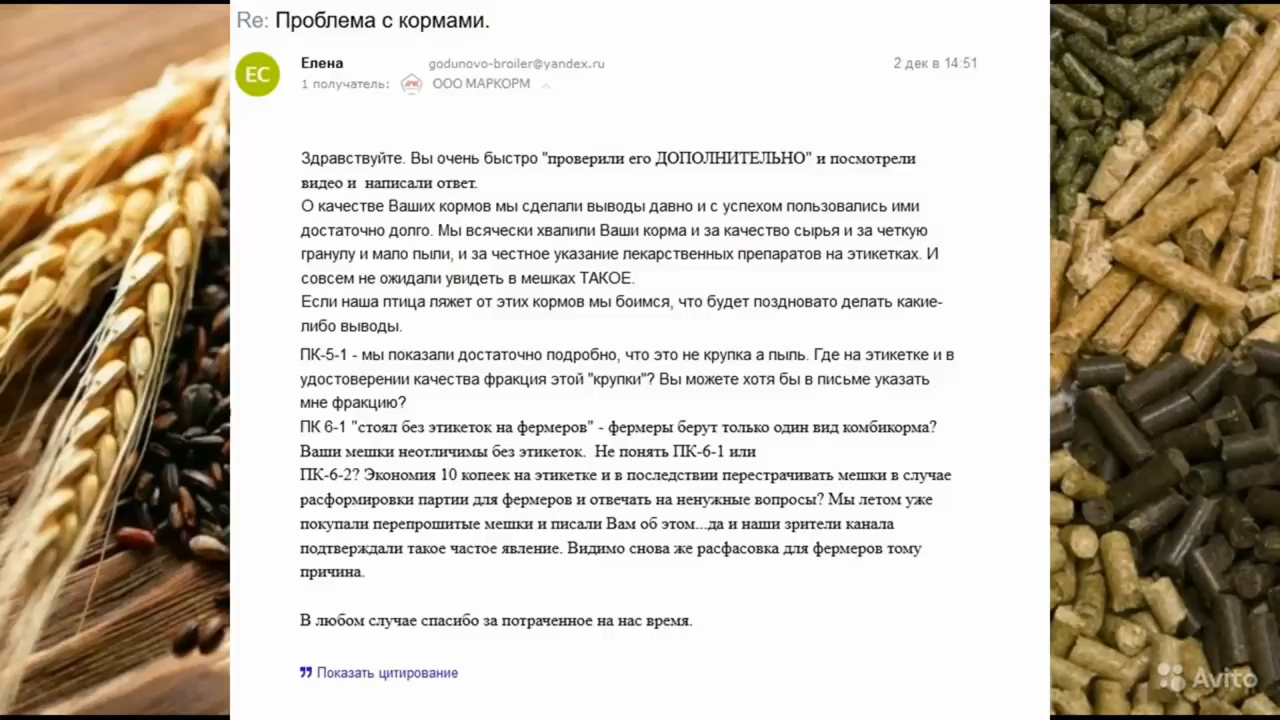 Re: Проблема с кормами.
ЕС
Елена godunovo-broiler@yandex.ru 2 дек в 14:51
1 получатель: ООО МАРКОРМ
Здравствуйте. Вы очень быстро "проверили его ДОПОЛНИТЕЛЬНО" и посмотрели
видео и написали ответ.
О качестве Ваших кормов мы сделали выводы давно и с успехом пользовались ими
достаточно долго. Мы всячески хвалили Ваши корма и за качество сырья и за четкую
гранулу и мало пыли, и за честное указание лекарственных препаратов на этикетках. И
совсем не ожидали увидеть в мешках ТАКОЕ.
Если наша птица ляжет от этих кормов мы боимся, что будет поздновато делать какие-
либо выводы.
ПК-5-1 - мы показали достаточно подробно, что это не крупка а пыль. Где на этикетке и в
удостоверении качества фракция этой "крупки"? Вы можете хотя бы в письме указать
мне фракцию?
ПК 6-1 "стоял без этикеток на фермеров" - фермеры берут только один вид комбикорма?
Ваши мешки неотличимы без этикеток. Не понять ПК-6-1 или
ПК-6-2? Экономия 10 копеек на этикетке и в последствии перестрачивать мешки в случае
расформировки партии для фермеров и отвечать на ненужные вопросы? Мы летом уже
покупали перепрошитые мешки и писали Вам об этом...да и наши зрители канала
подтверждали такое частое явление. Видимо снова же расфасовка для фермеров тому
причина.
В любом случае спасибо за потраченное на нас время.
Показать цитирование
Avito